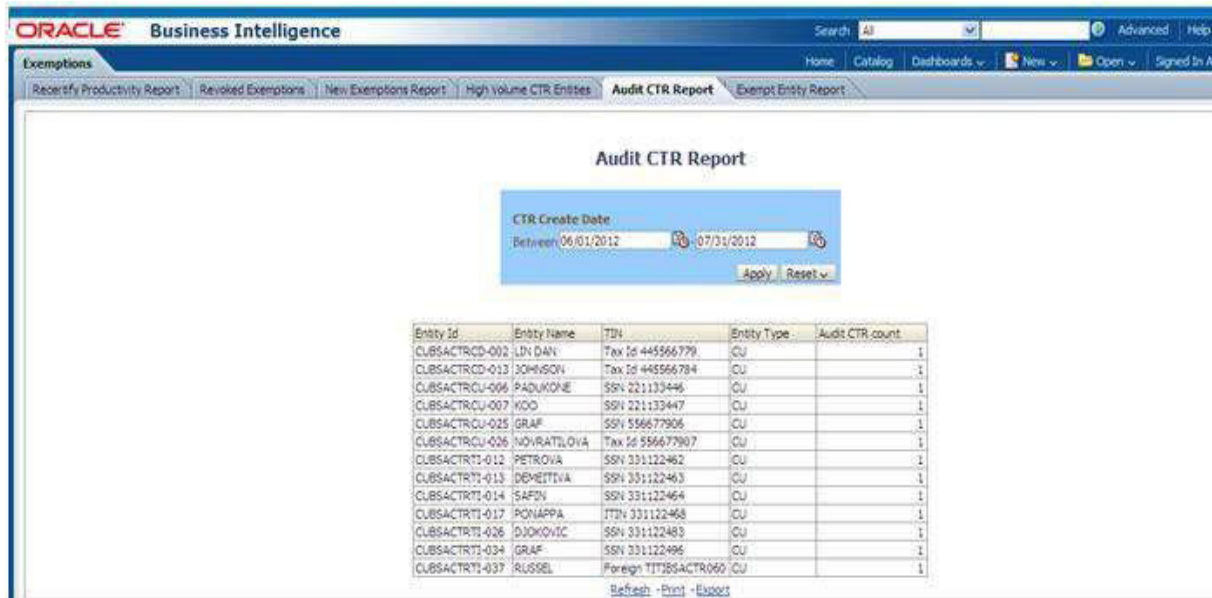 ORACLE Business Intelligence Search All Advanced Help
Exemptions Home Catalog Dashboards New Open Signed In A
Recertify Productivity Report Revoked Exemptions New Exemptions Report High Volume CTR Entities Audit CTR Report Exempt Entity Report
Audit CTR Report
CTR Create Date
Between 06/01/2012 - 07/31/2012
Apply Reset
Entity Id Entity Name TIN Entity Type Audit CTR count
CUBSACTRCD-002 LIN DAN Tax Id 445566779 CU 1
CUBSACTRCD-013 JOHNSON Tax Id 445566784 CU 1
CUBSACTRCU-006 PADUKONE SSN 221133446 CU 1
CUBSACTRCU-007 KOO SSN 221133447 CU 1
CUBSACTRCU-025 GRAF SSN 556677906 CU 1
CUBSACTRCU-026 NOVRATILOVA Tax Id 556677907 CU 1
CUBSACTRTI-012 PETROVA SSN 331122462 CU 1
CUBSACTRTI-013 DEMEITIVA SSN 331122463 CU 1
CUBSACTRTI-014 SAFIN SSN 331122464 CU 1
CUBSACTRTI-017 PONAPPA ITIN 331122468 CU 1
CUBSACTRTI-026 DJOKOVIC SSN 331122483 CU 1
CUBSACTRTI-034 GRAF SSN 331122496 CU 1
CUBSACTRTI-037 RUSSEL Foreign TITIBSACTR060 CU 1
Refresh - Print - Export